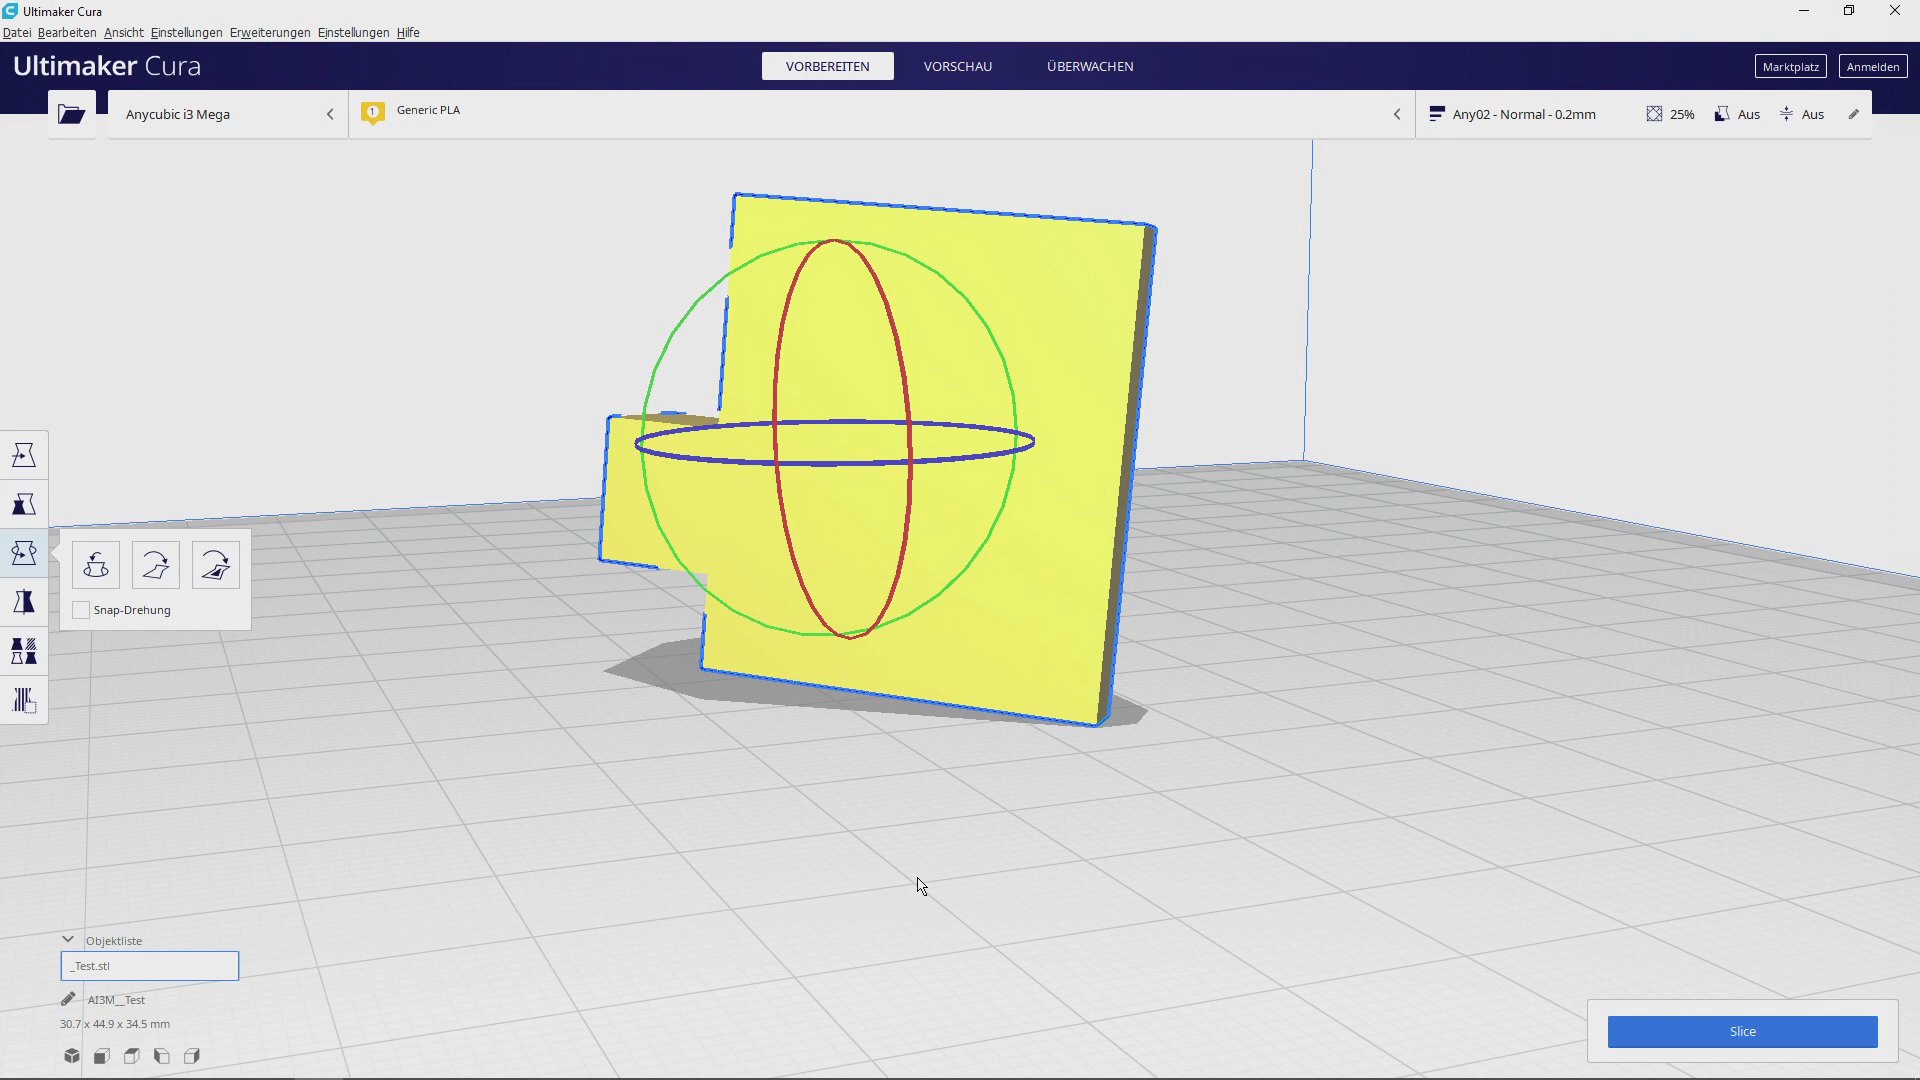 Ultimaker Cura
Datei Bearbeiten Ansicht Einstellungen Erweiterungen Einstellungen Hilfe
Ultimaker Cura
VORBEREITEN VORSCHAU ÜBERWACHEN
Marktplatz Anmelden
Anycubic i3 Mega
1 Generic PLA
Any02 - Normal - 0.2mm 25% Aus Aus
Snap-Drehung
Objektliste
_Test.stl
AI3M__Test
30.7 x 44.9 x 34.5 mm
Slice